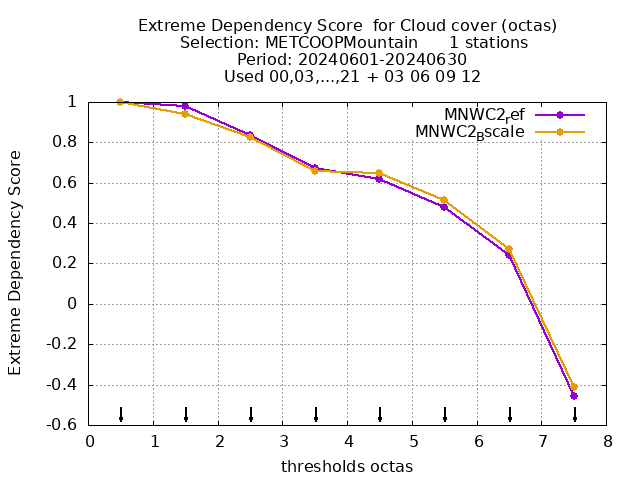 Extreme Dependency Score  for Cloud cover (octas)
Selection: METCOOPMountain      1 stations
Period: 20240601-20240630
Used 00,03,...,21 + 03 06 09 12
MNWC2ref
MNWC2Bscale
Extreme Dependency Score
1
0.8
0.6
0.4
0.2
0
-0.2
-0.4
-0.6
0 1 2 3 4 5 6 7 8
thresholds octas